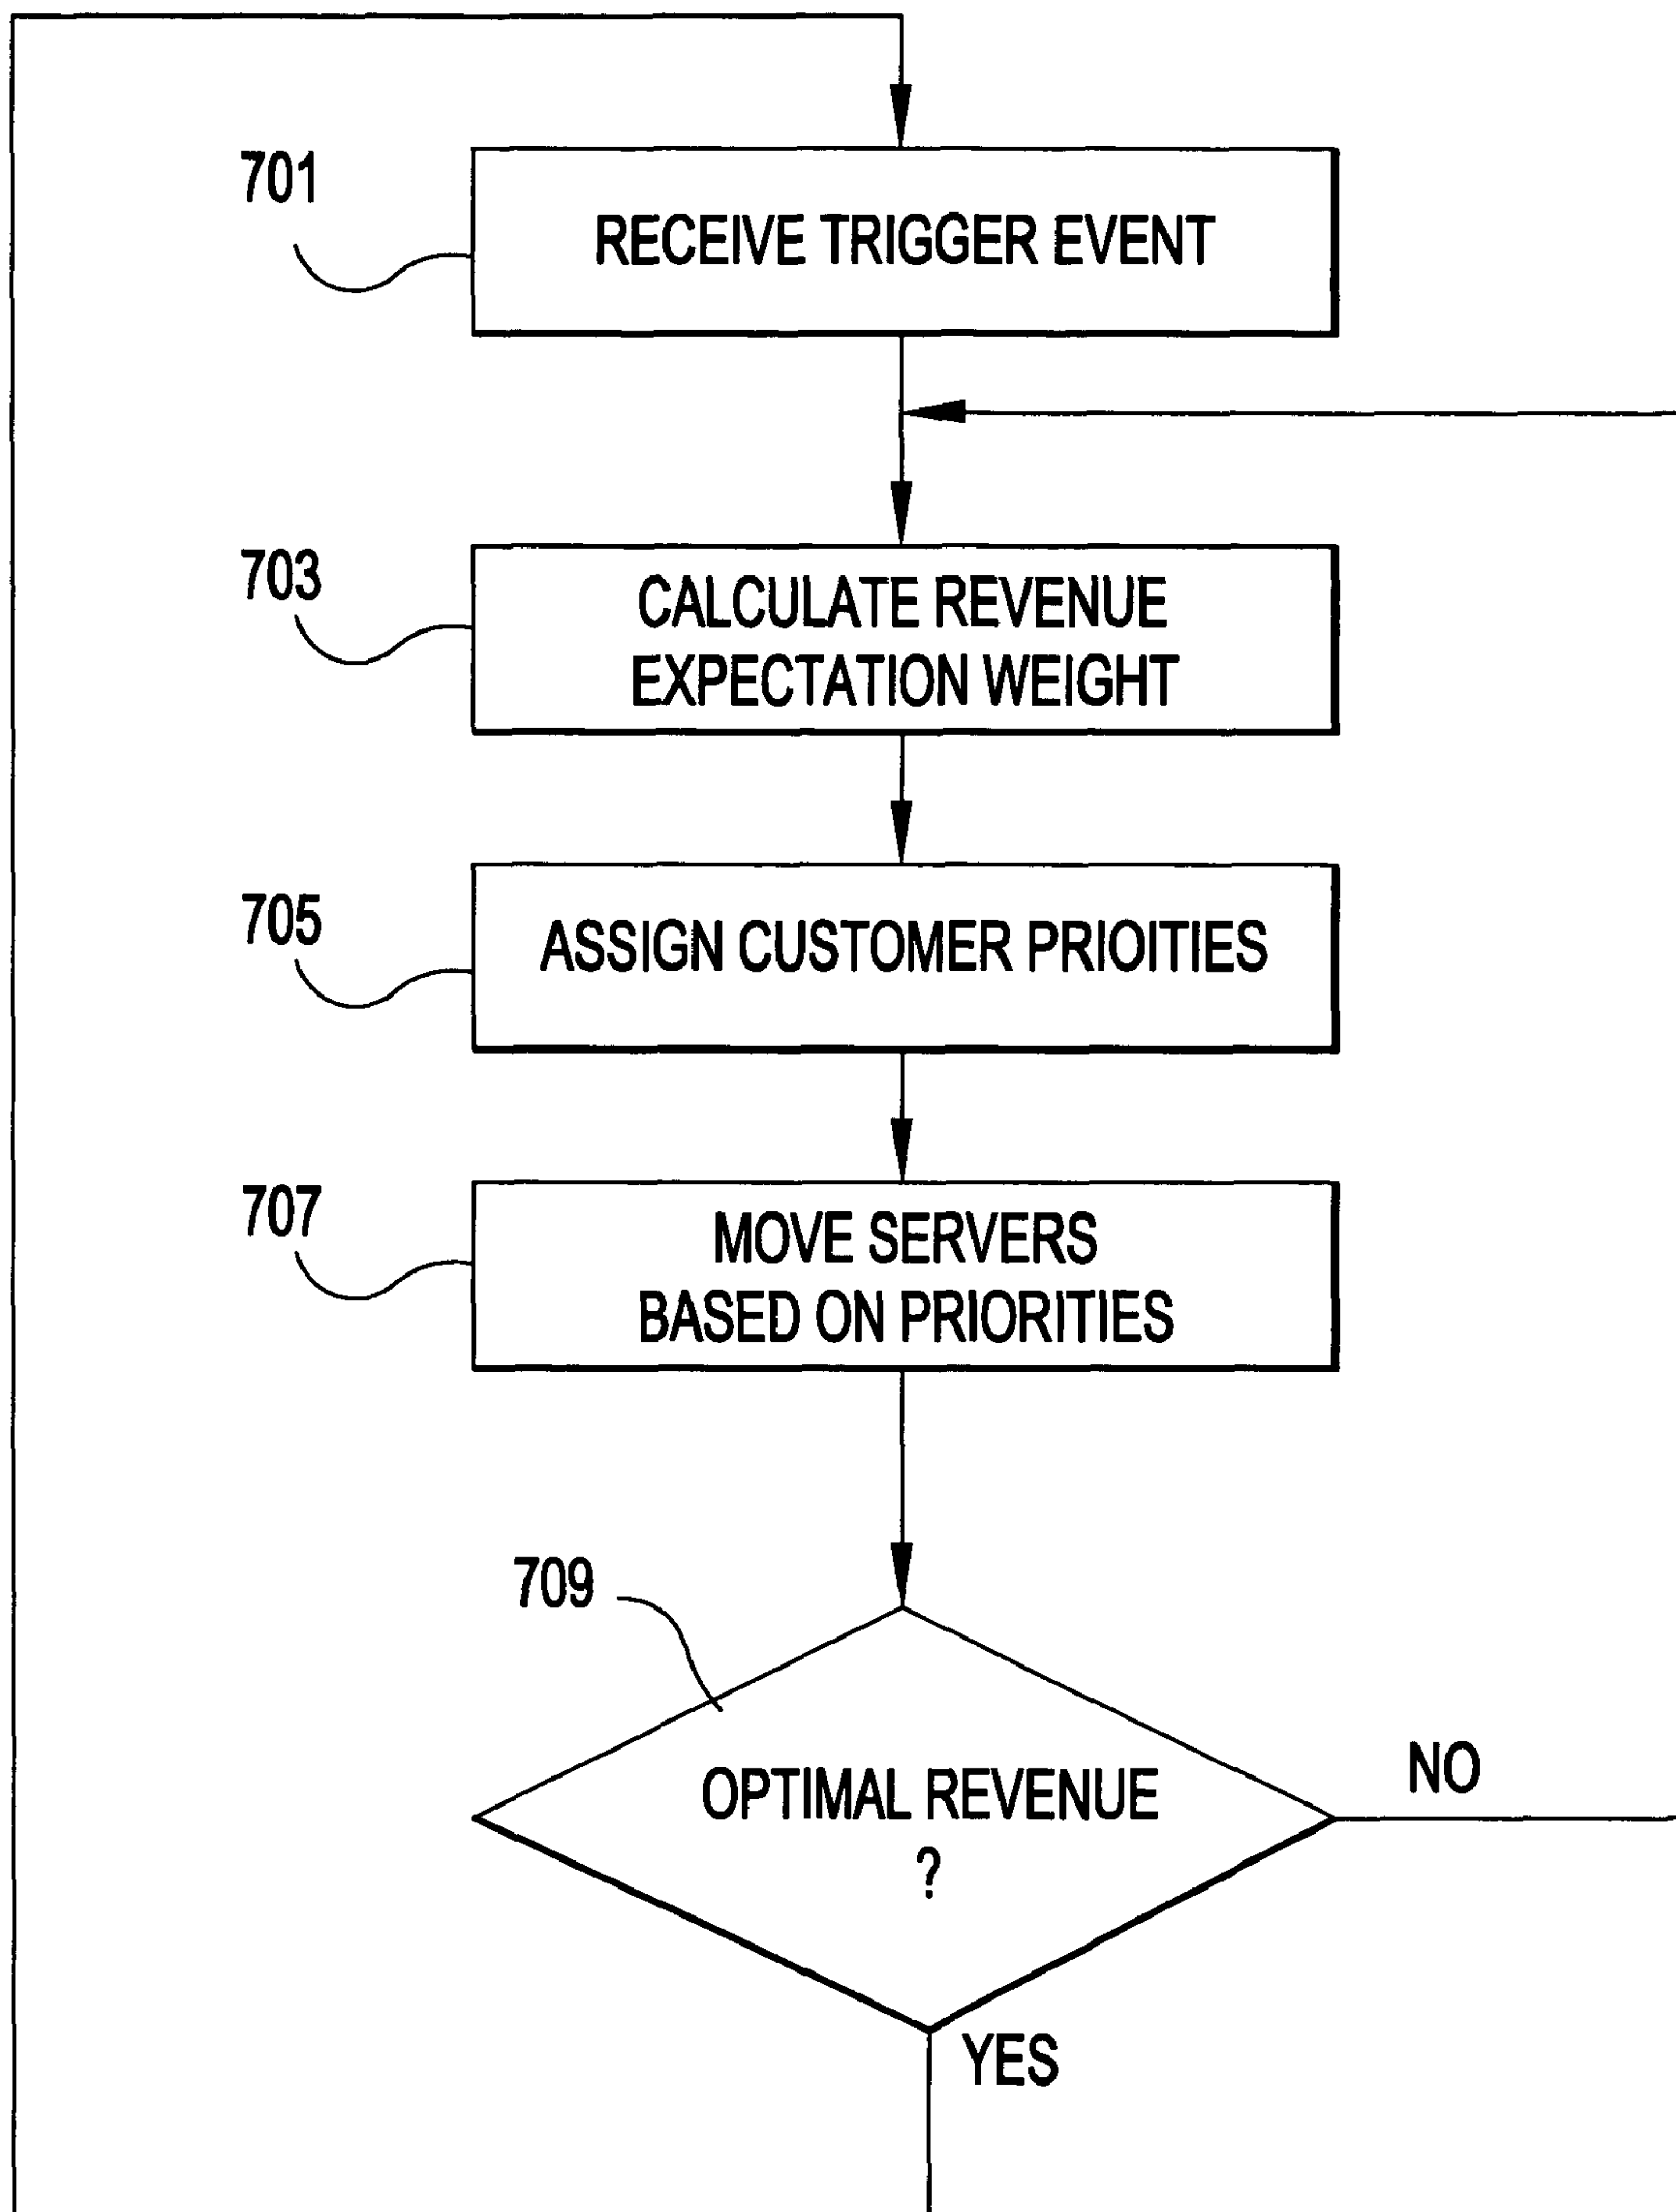 701
RECEIVE TRIGGER EVENT
703
CALCULATE REVENUE
EXPECTATION WEIGHT
705
ASSIGN CUSTOMER PRIOITIES
707
MOVE SERVERS
BASED ON PRIORITIES
709
OPTIMAL REVENUE
?
NO
YES